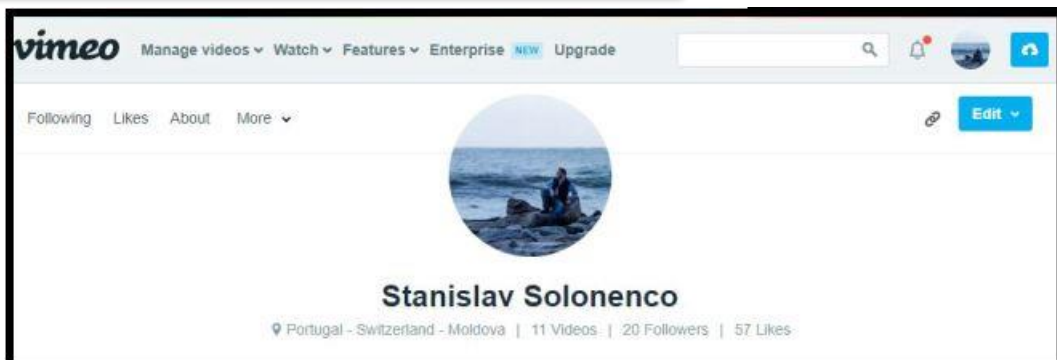 vimeo Manage videos Watch Features Enterprise NEW Upgrade
Following Likes About More Edit
Stanislav Solonenco
Portugal - Switzerland - Moldova | 11 Videos | 20 Followers | 57 Likes